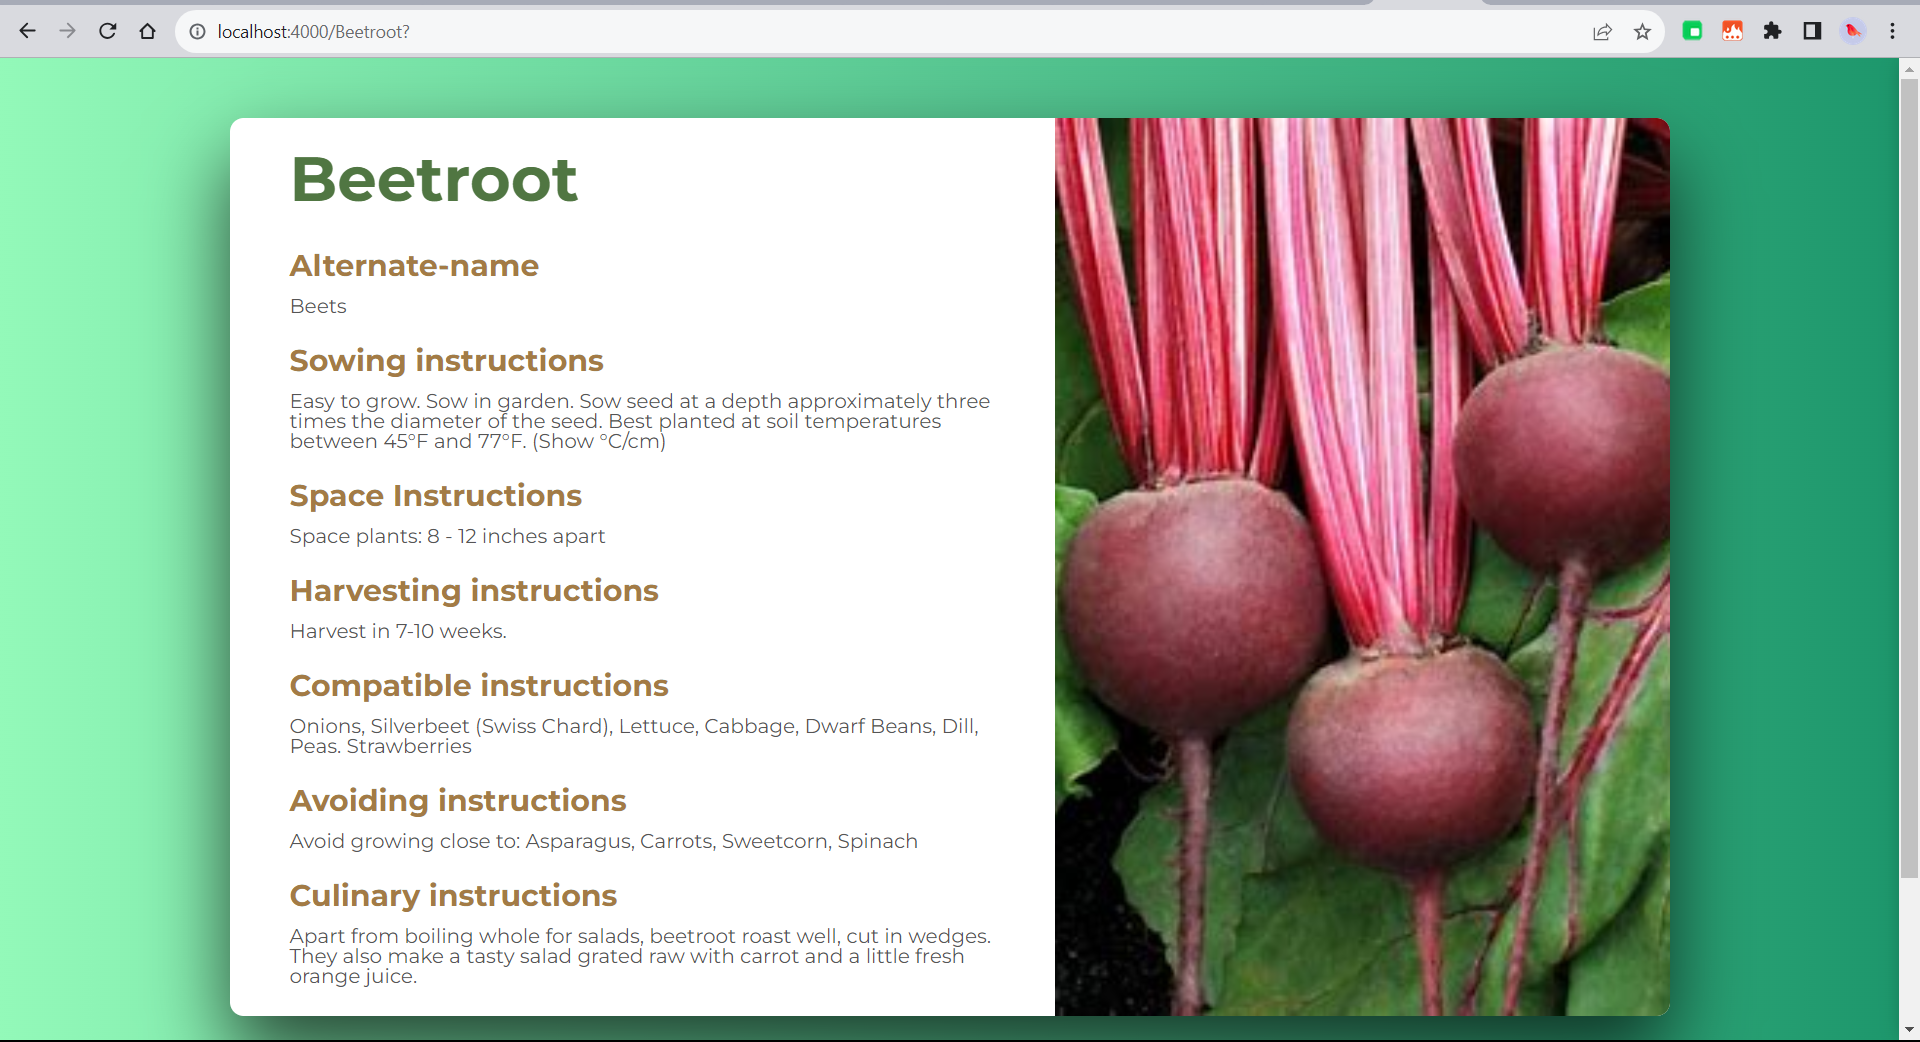 localhost:4000/Beetroot?
Beetroot
Alternate-name
Beets
Sowing instructions
Easy to grow. Sow in garden. Sow seed at a depth approximately three
times the diameter of the seed. Best planted at soil temperatures
between 45°F and 77°F. (Show °C/cm)
Space Instructions
Space plants: 8 - 12 inches apart
Harvesting instructions
Harvest in 7-10 weeks.
Compatible instructions
Onions, Silverbeet (Swiss Chard), Lettuce, Cabbage, Dwarf Beans, Dill,
Peas. Strawberries
Avoiding instructions
Avoid growing close to: Asparagus, Carrots, Sweetcorn, Spinach
Culinary instructions
Apart from boiling whole for salads, beetroot roast well, cut in wedges.
They also make a tasty salad grated raw with carrot and a little fresh
orange juice.